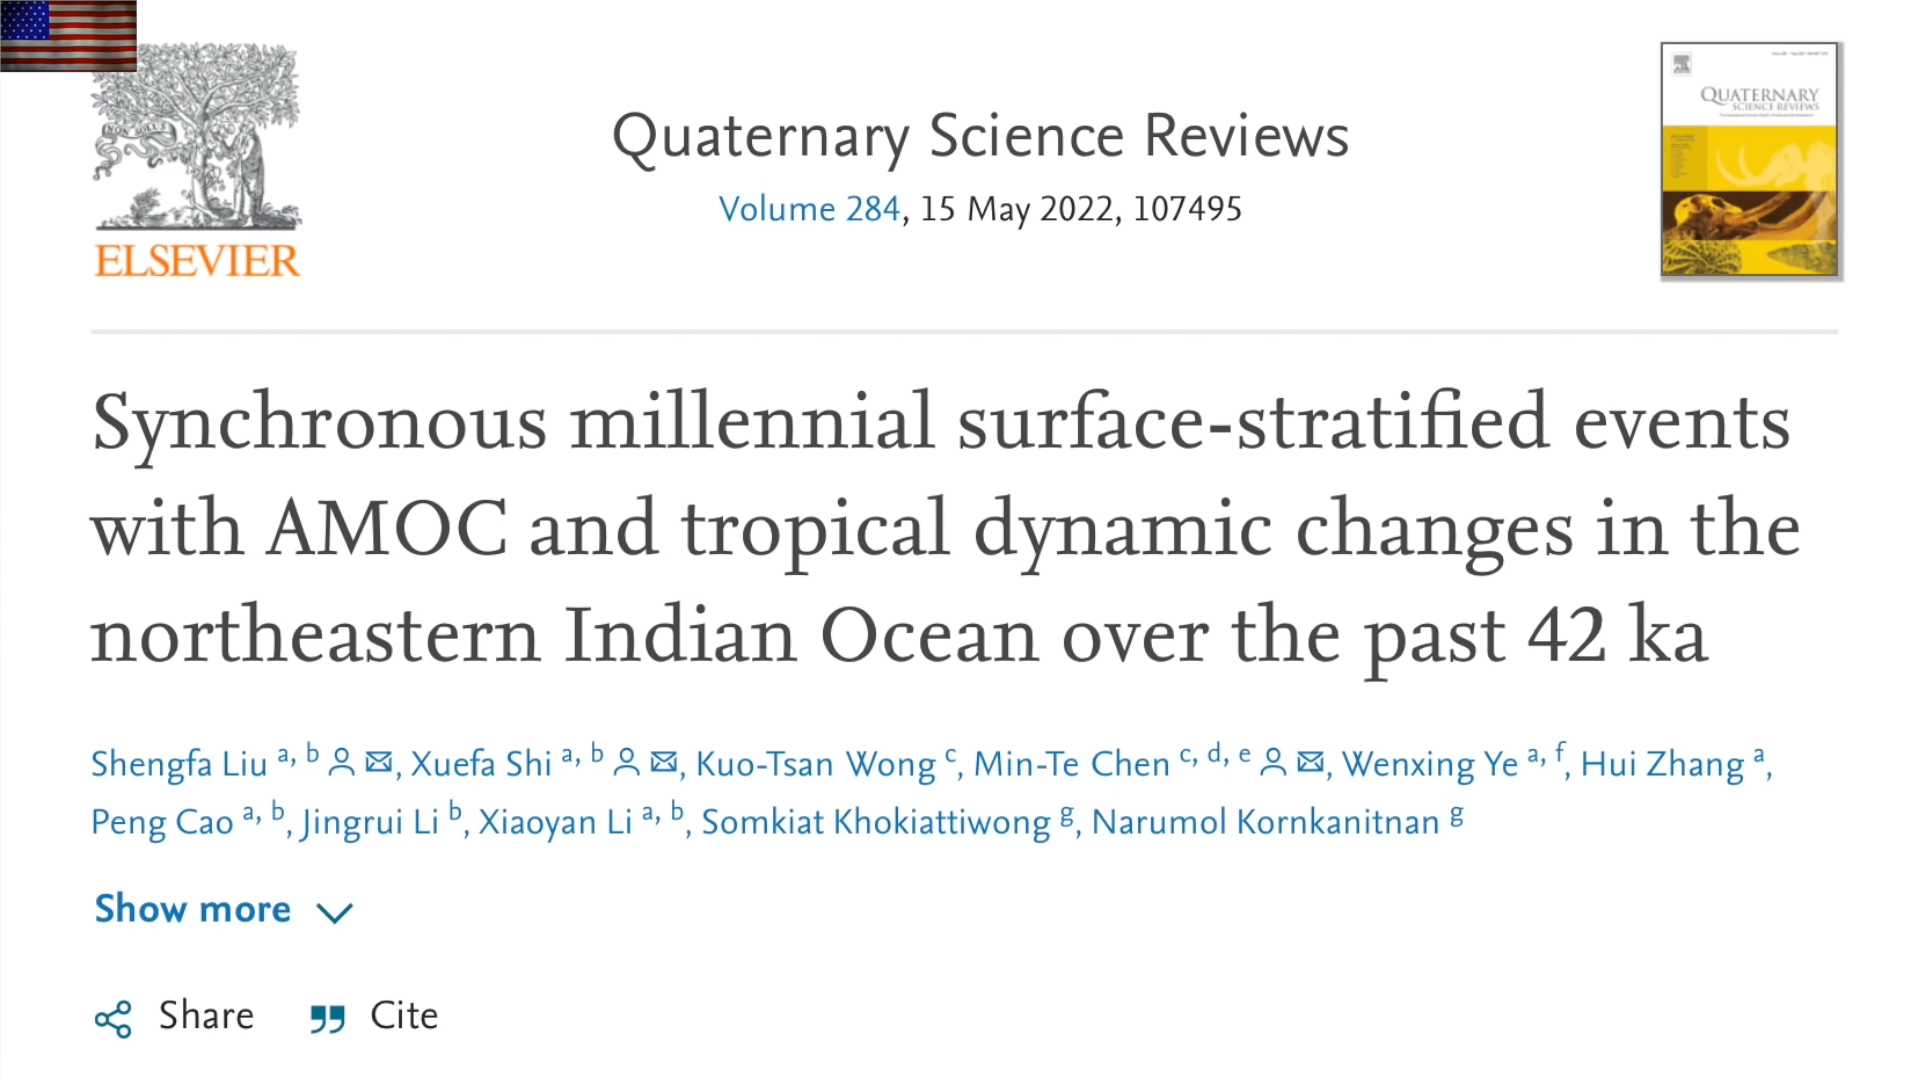 NON SOLUS
ELSEVIER
Quaternary Science Reviews
Volume 284, 15 May 2022, 107495
QUATERNARY
SCIENCE REVIEWS
Synchronous millennial surface-stratified events
with AMOC and tropical dynamic changes in the
northeastern Indian Ocean over the past 42 ka
Shengfa Liu a, b, Xuefa Shi a, b, Kuo-Tsan Wong c, Min-Te Chen c, d, e, Wenxing Ye a, f, Hui Zhang a,
Peng Cao a, b, Jingrui Li b, Xiaoyan Li a, b, Somkiat Khokiattiwong g, Narumol Kornkanitnan g
Show more
Share Cite